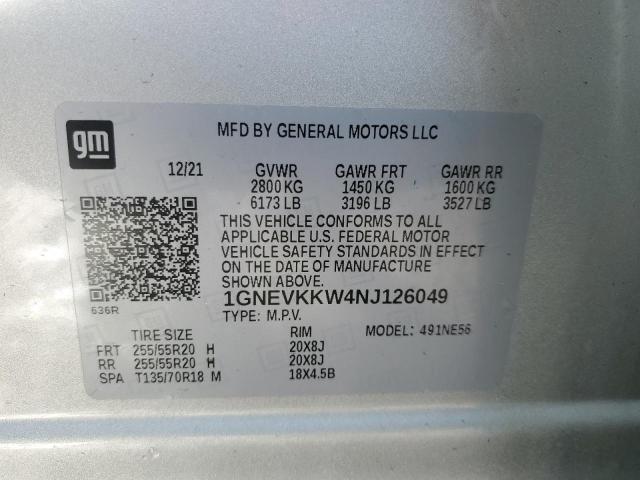 gm
MFD BY GENERAL MOTORS LLC
12/21 GVWR GAWR FRT GAWR RR
2800 KG 1450 KG 1600 KG
6173 LB 3196 LB 3527 LB
THIS VEHICLE CONFORMS TO ALL
APPLICABLE U.S. FEDERAL MOTOR
VEHICLE SAFETY STANDARDS IN EFFECT
ON THE DATE OF MANUFACTURE
SHOWN ABOVE.
1GNEVKKW4NJ126049
636R TYPE: M.P.V.
TIRE SIZE RIM MODEL: 491NE56
FRT 255/55R20 H 20X8J
RR 255/55R20 H 20X8J
SPA T135/70R18 M 18X4.5B